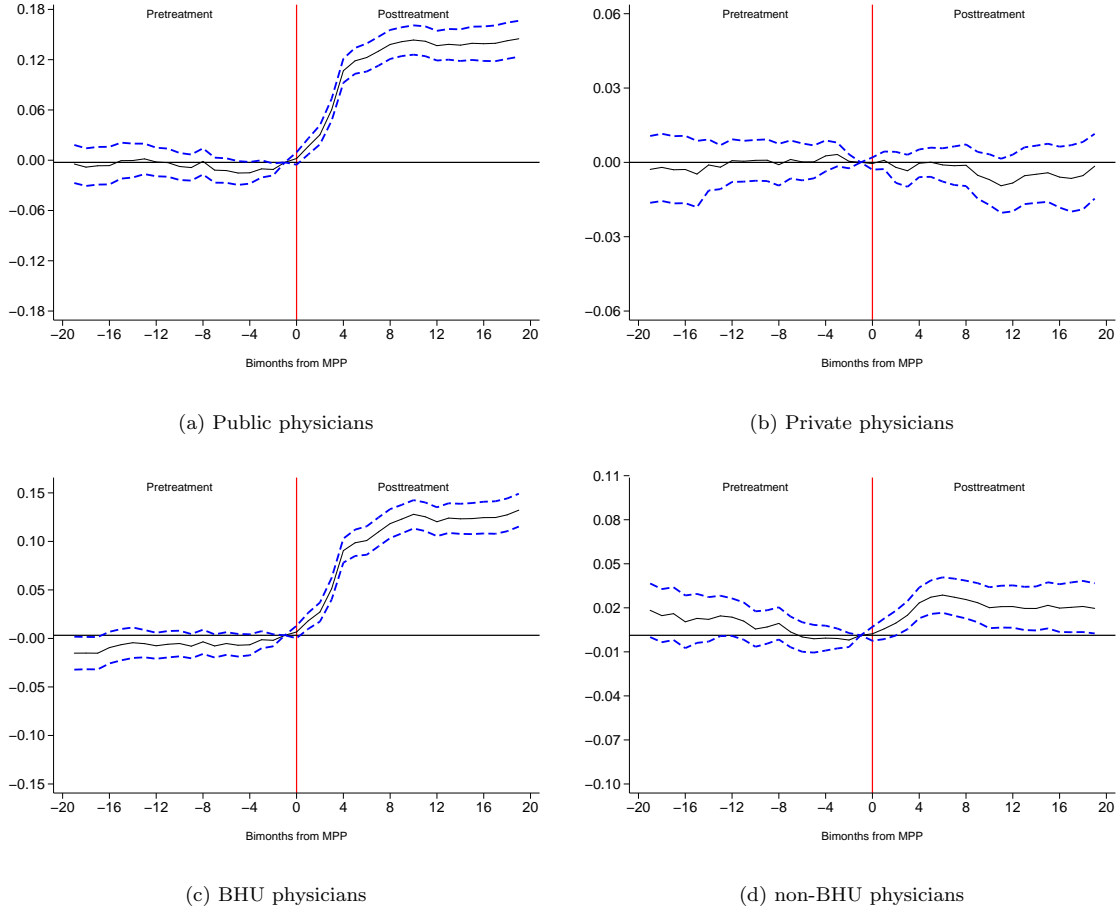 0.18
0.12
0.06
0.00
−0.06
−0.12
−0.18
Pretreatment Posttreatment
−20 −16 −12 −8 −4 0 4 8 12 16 20
Bimonths from MPP
(a) Public physicians
0.06
0.03
0.00
−0.03
−0.06
Pretreatment Posttreatment
−20 −16 −12 −8 −4 0 4 8 12 16 20
Bimonths from MPP
(b) Private physicians
0.15
0.10
0.05
−0.00
−0.05
−0.10
−0.15
Pretreatment Posttreatment
−20 −16 −12 −8 −4 0 4 8 12 16 20
Bimonths from MPP
(c) BHU physicians
0.11
0.08
0.05
0.02
−0.01
−0.04
−0.07
−0.10
Pretreatment Posttreatment
−20 −16 −12 −8 −4 0 4 8 12 16 20
Bimonths from MPP
(d) non-BHU physicians